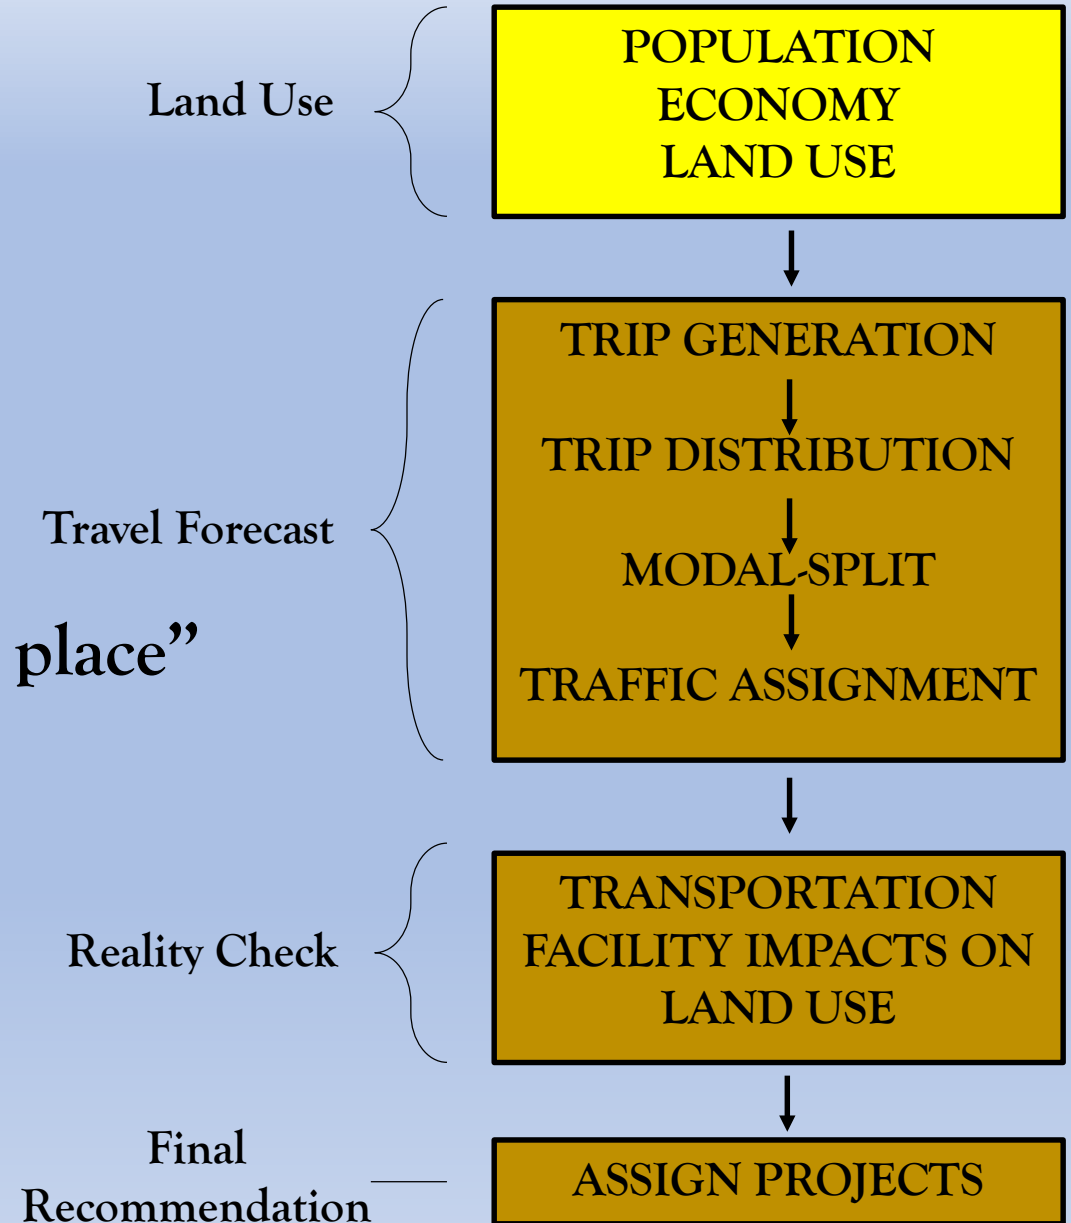 Land Use
POPULATION
ECONOMY
LAND USE
Travel Forecast
place”
TRIP GENERATION
TRIP DISTRIBUTION
MODAL-SPLIT
TRAFFIC ASSIGNMENT
Reality Check
TRANSPORTATION
FACILITY IMPACTS ON
LAND USE
Final
Recommendation
ASSIGN PROJECTS